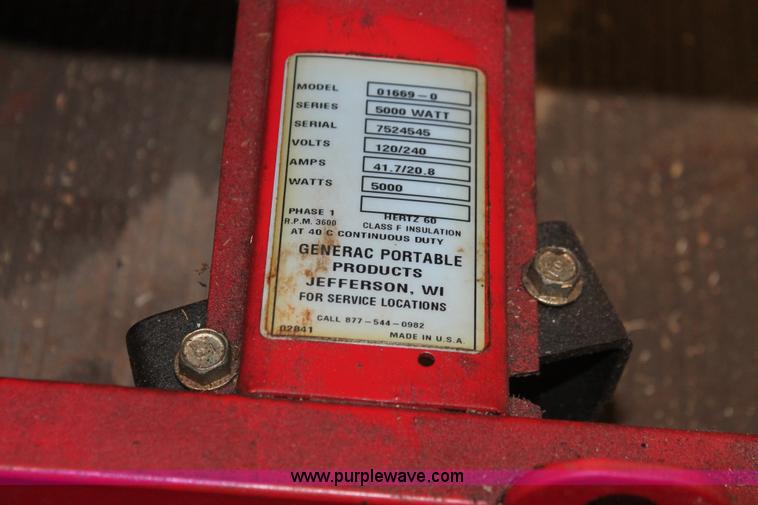 MODEL 01669-0
SERIES 5000 WATT
SERIAL 7524545
VOLTS 120/240
AMPS 41.7/20.8
WATTS 5000
PHASE 1 HERTZ 60
R.P.M. 3600 CLASS F INSULATION
AT 40 C CONTINUOUS DUTY
GENERAC PORTABLE
PRODUCTS
JEFFERSON, WI
FOR SERVICE LOCATIONS
CALL 877-544-0982
02841 MADE IN U.S.A.
www.purplewave.com